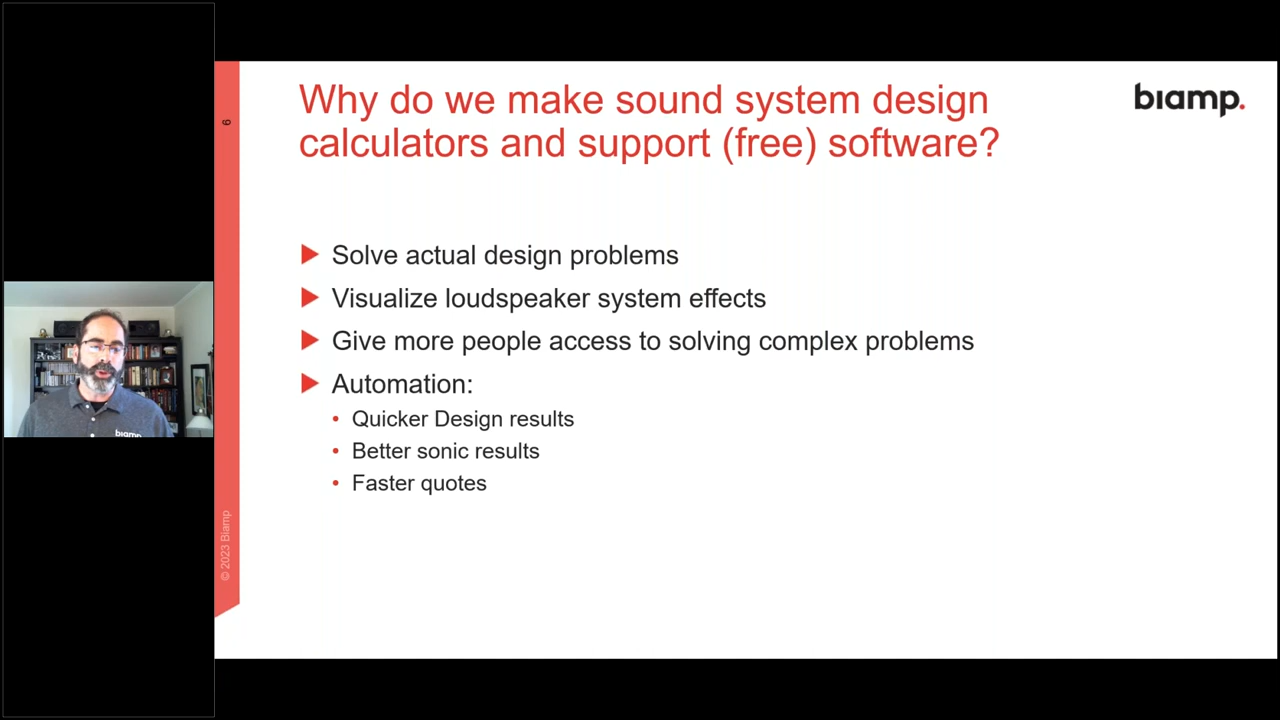 Why do we make sound system design
calculators and support (free) software?
biamp.
6
Solve actual design problems
Visualize loudspeaker system effects
Give more people access to solving complex problems
Automation:
• Quicker Design results
• Better sonic results
• Faster quotes
biamp
© 2023 Biamp